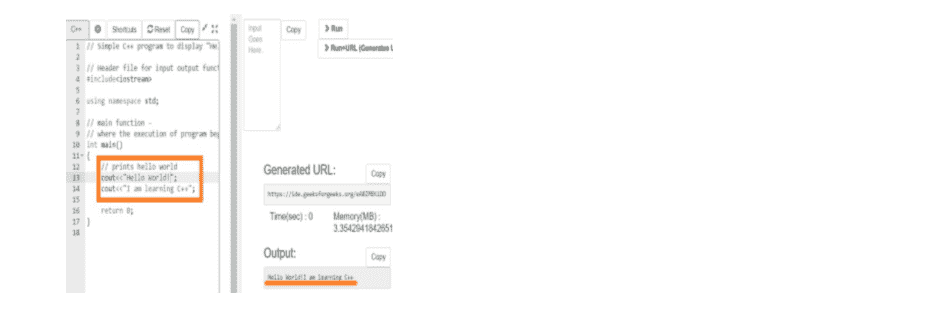 C++ Shortcuts Reset Copy
1 // Simple C++ program to display "He
2
3 // Header file for input output funct
4 #include<iostream>
5
6 using namespace std;
7
8 // main function -
9 // where the execution of program beg
10 int main()
11 {
12 // prints hello world
13 cout<<"Hello World!";
14 cout<<"I am learning C++";
15
16 return 0;
17 }
18
Input
Goes
Here.
Copy
Run
Run+URL (Generates U
Generated URL:
Copy
https://ide.geeksforgeeks.org/
Time(sec) : 0
Memory(MB) :
3.3542941842651
Output:
Copy
Hello World!I am learning C++